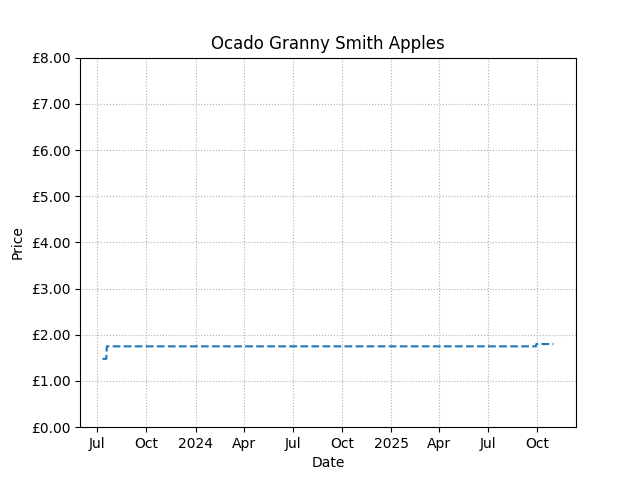 Ocado Granny Smith Apples
£8.00
£7.00
£6.00
£5.00
£4.00
£3.00
£2.00
£1.00
£0.00
Price
Jul Oct 2024 Apr Jul Oct 2025 Apr Jul Oct
Date